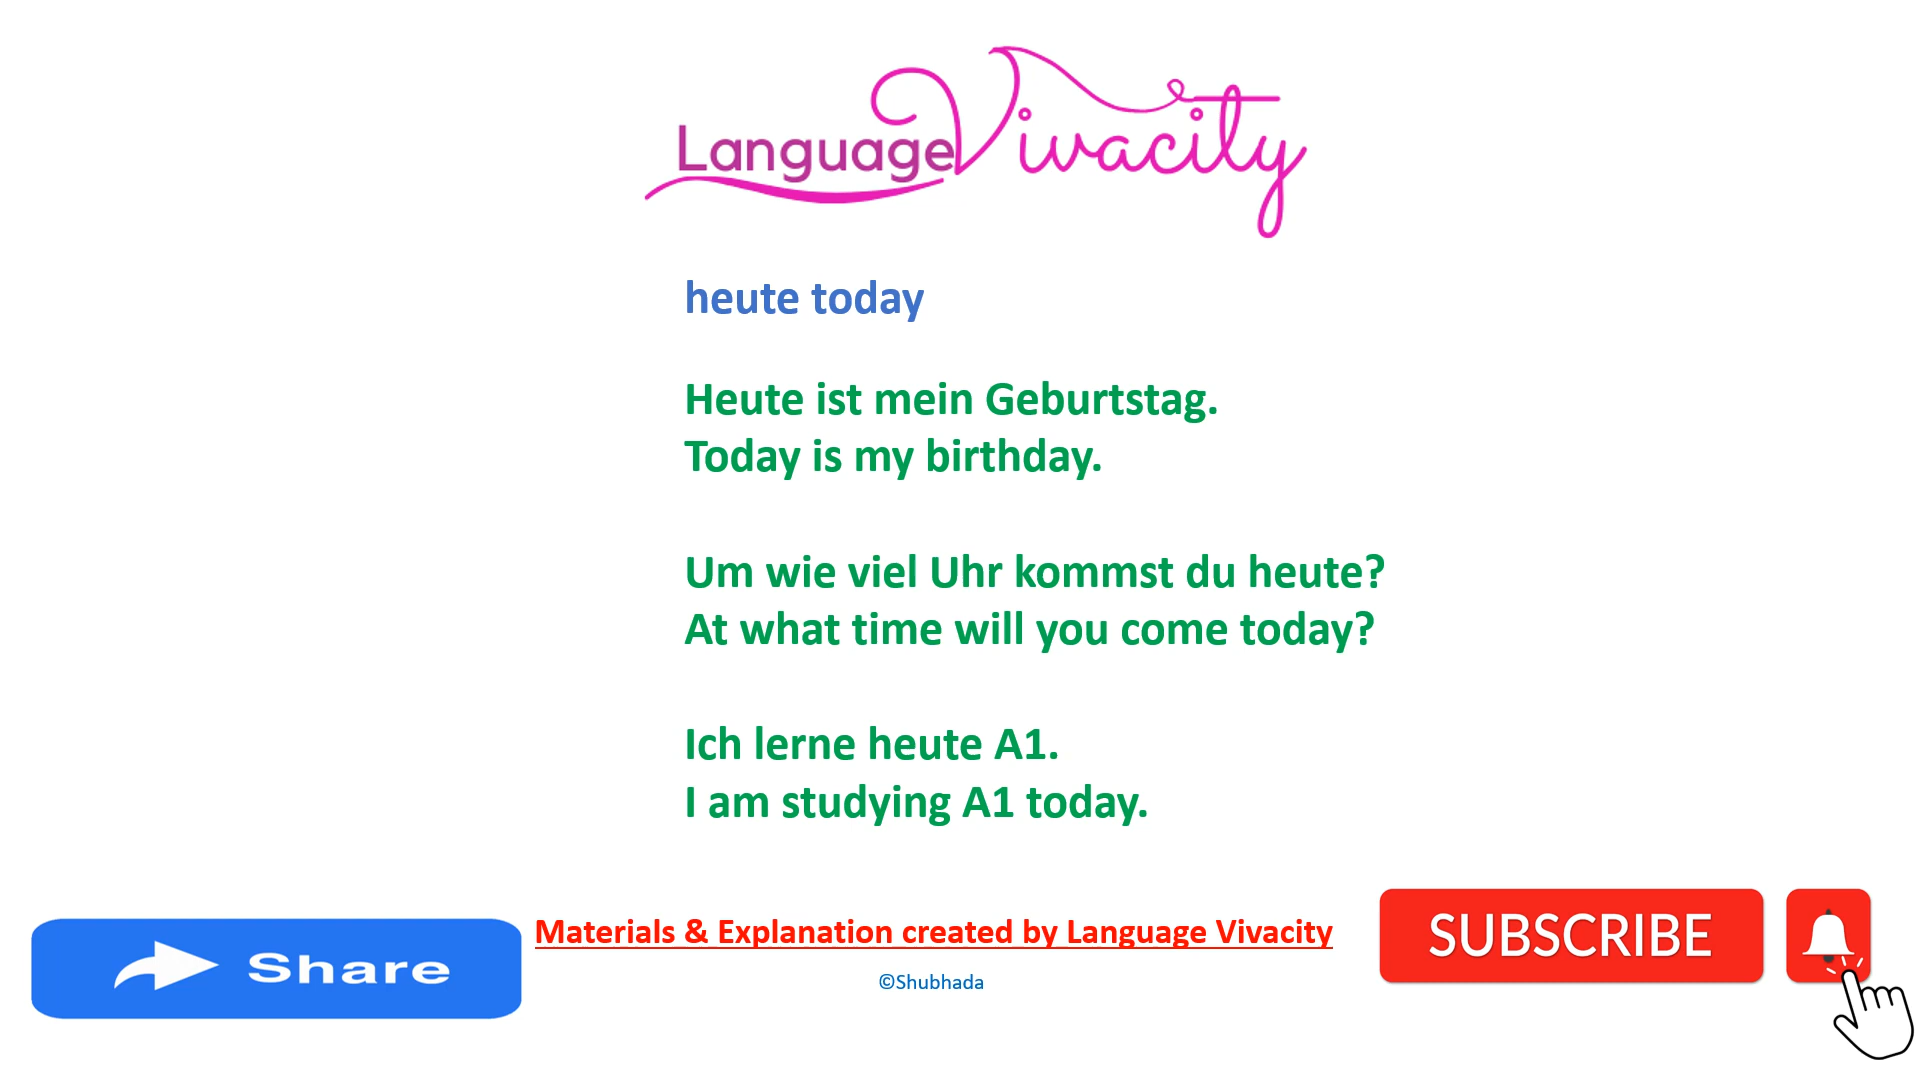 Language Vivacity
heute today
Heute ist mein Geburtstag.
Today is my birthday.
Um wie viel Uhr kommst du heute?
At what time will you come today?
Ich lerne heute A1.
I am studying A1 today.
Share
Materials & Explanation created by Language Vivacity
©Shubhada
SUBSCRIBE